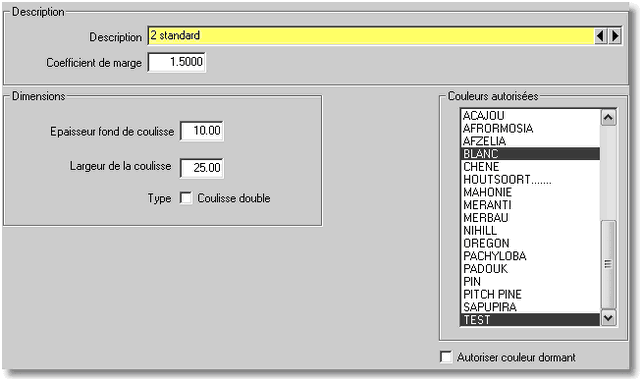 Description
Description 2 standard
Coefficient de marge 1.5000
Dimensions
Epaisseur fond de coulisse 10.00
Largeur de la coulisse 25.00
Type Coulisse double
Couleurs autorisées
ACAJOU
AFRORMOSIA
AFZELIA
BLANC
CHENE
HOUTSOORT.......
MAHONIE
MERANTI
MERBAU
NIHILL
OREGON
PACHYLOBA
PADOUK
PIN
PITCH PINE
SAPUPIRA
TEST
Autoriser couleur dormant